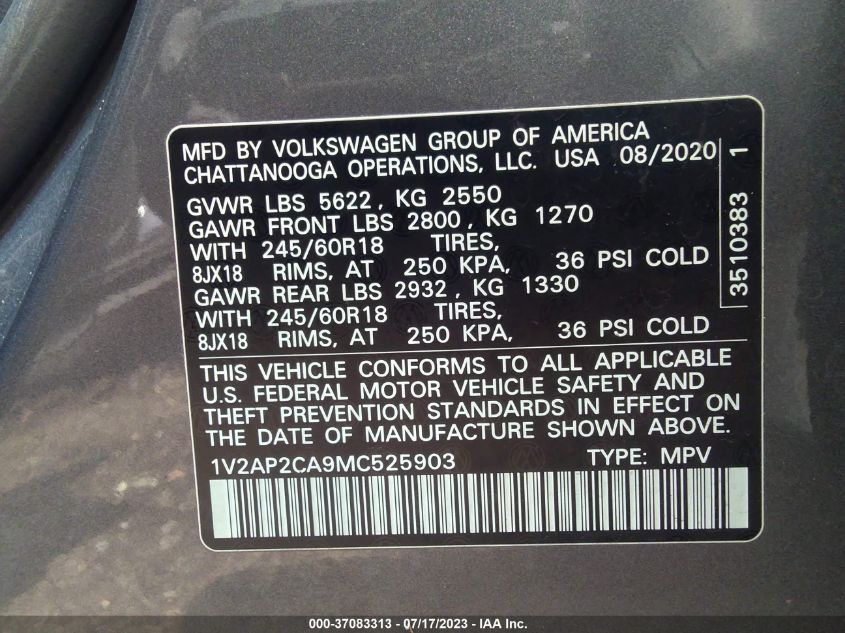 MFD BY VOLKSWAGEN GROUP OF AMERICA
CHATTANOOGA OPERATIONS, LLC. USA 08/2020
GVWR LBS 5622, KG 2550
GAWR FRONT LBS 2800, KG 1270
WITH 245/60R18 TIRES,
8JX18 RIMS, AT 250 KPA, 36 PSI COLD
GAWR REAR LBS 2932, KG 1330
WITH 245/60R18 TIRES,
8JX18 RIMS, AT 250 KPA, 36 PSI COLD
3510383 1
THIS VEHICLE CONFORMS TO ALL APPLICABLE
U.S. FEDERAL MOTOR VEHICLE SAFETY AND
THEFT PREVENTION STANDARDS IN EFFECT ON
THE DATE OF MANUFACTURE SHOWN ABOVE.
1V2AP2CA9MC525903 TYPE: MPV
000-37083313 - 07/17/2023 - IAA Inc.